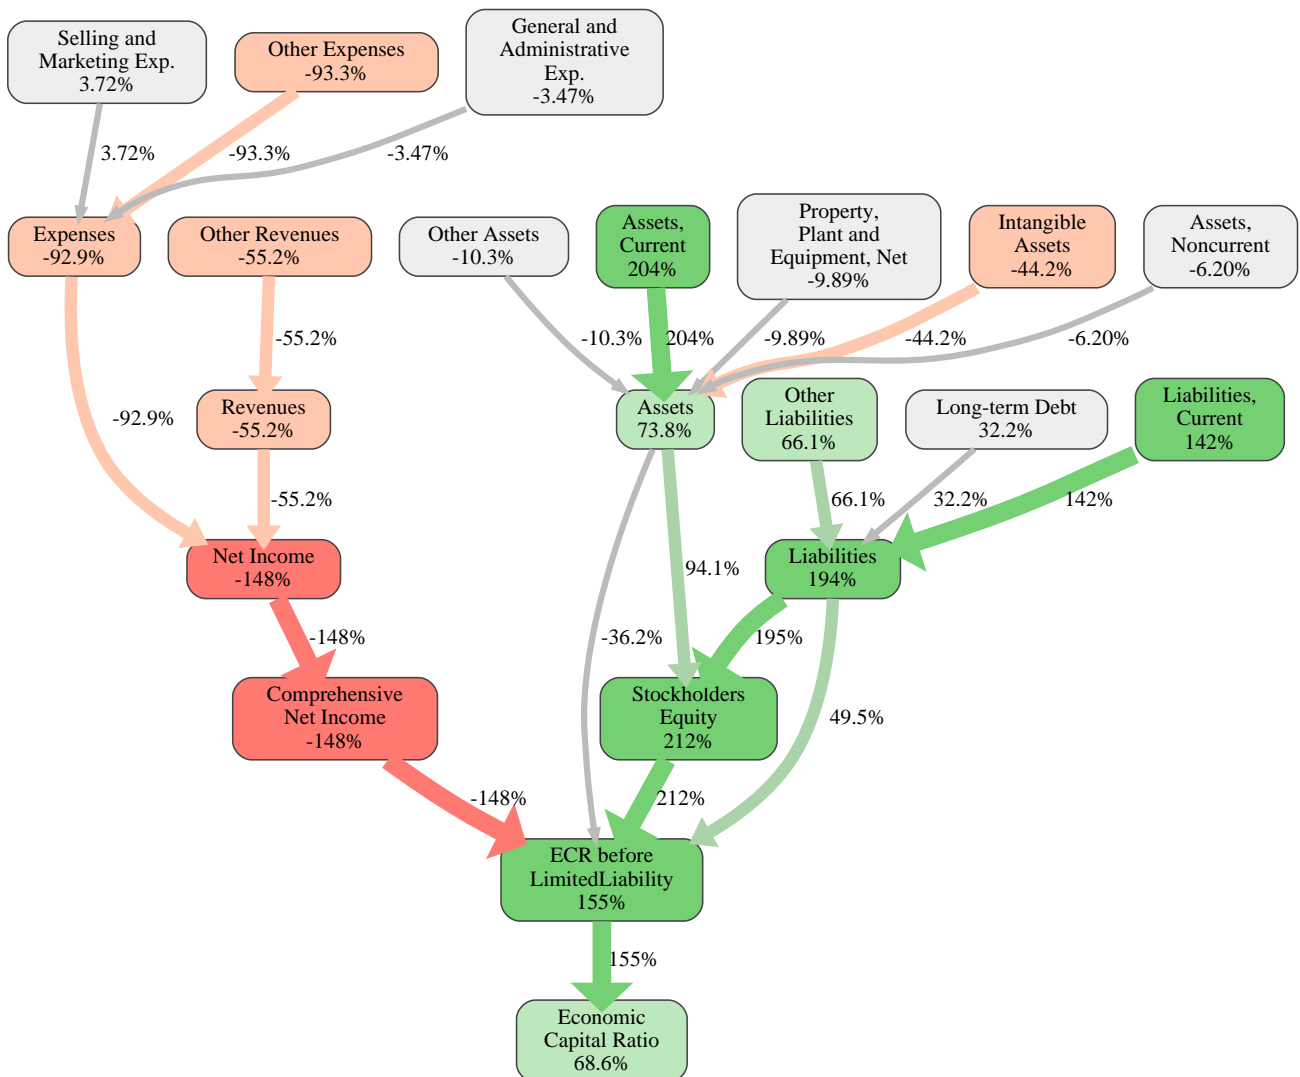 Selling and
Marketing Exp.
3.72%
Other Expenses
-93.3%
General and
Administrative
Exp.
-3.47%
3.72%
-93.3%
-3.47%
Expenses
-92.9%
Other Revenues
-55.2%
Other Assets
-10.3%
Assets,
Current
204%
Property,
Plant and
Equipment, Net
-9.89%
Intangible
Assets
-44.2%
Assets,
Noncurrent
-6.20%
-55.2%
-10.3%
204%
-9.89%
-44.2%
-6.20%
-92.9%
Revenues
-55.2%
Assets
73.8%
Other
Liabilities
66.1%
Long-term Debt
32.2%
Liabilities,
Current
142%
-55.2%
66.1%
32.2%
142%
Net Income
-148%
94.1%
Liabilities
194%
-148%
-36.2%
195%
Comprehensive
Net Income
-148%
Stockholders
Equity
212%
49.5%
-148%
212%
ECR before
LimitedLiability
155%
155%
Economic
Capital Ratio
68.6%